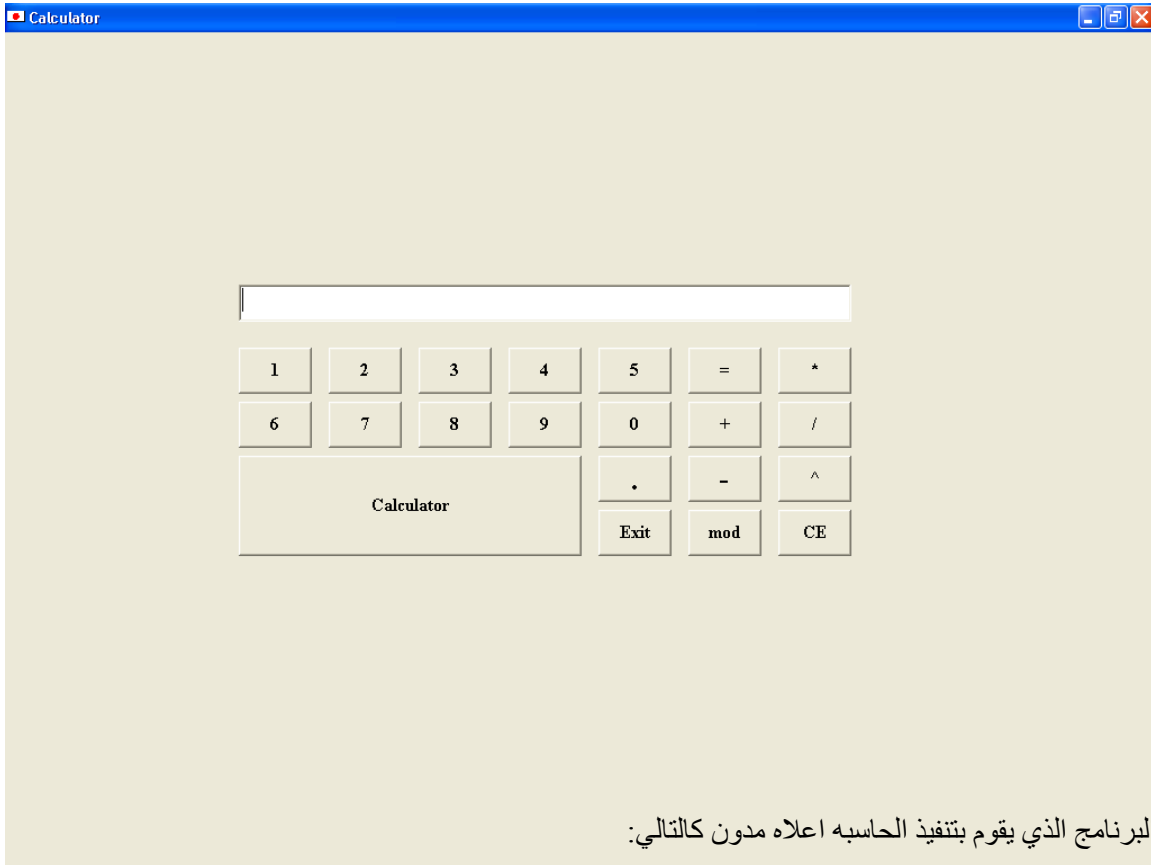 Calculator
1 2 3 4 5 = *
6 7 8 9 0 + /
Calculator . - ^
Exit mod CE
لبرنامج الذي يقوم بتنفيذ الحاسبه اعلاه مدون كالتالي: